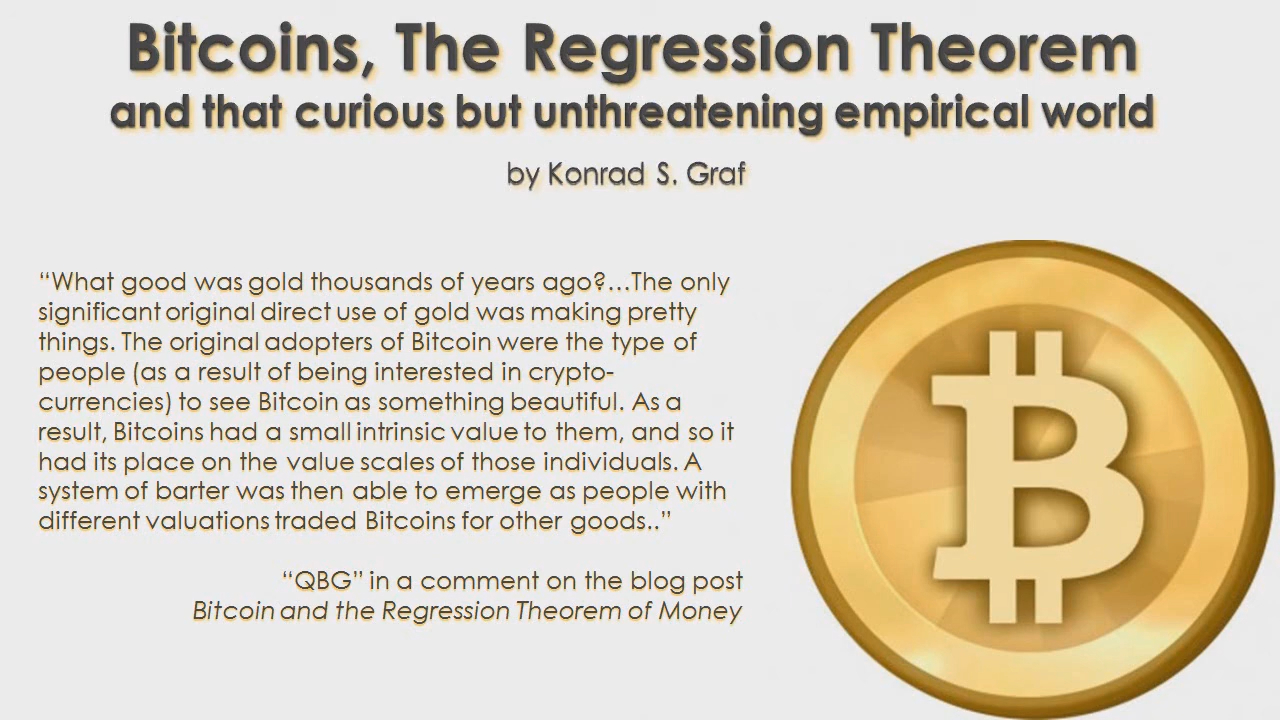 Bitcoins, The Regression Theorem
and that curious but unthreatening empirical world
by Konrad S. Graf
“What good was gold thousands of years ago?…The only
significant original direct use of gold was making pretty
things. The original adopters of Bitcoin were the type of
people (as a result of being interested in crypto-
currencies) to see Bitcoin as something beautiful. As a
result, Bitcoins had a small intrinsic value to them, and so it
had its place on the value scales of those individuals. A
system of barter was then able to emerge as people with
different valuations traded Bitcoins for other goods..”
“QBG” in a comment on the blog post
Bitcoin and the Regression Theorem of Money